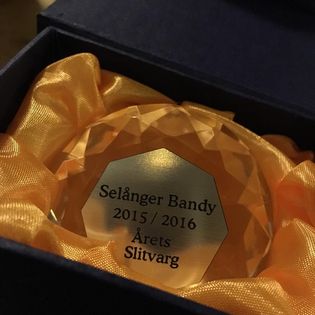 Selånger Bandy
2015 / 2016
Årets
Slitvarg